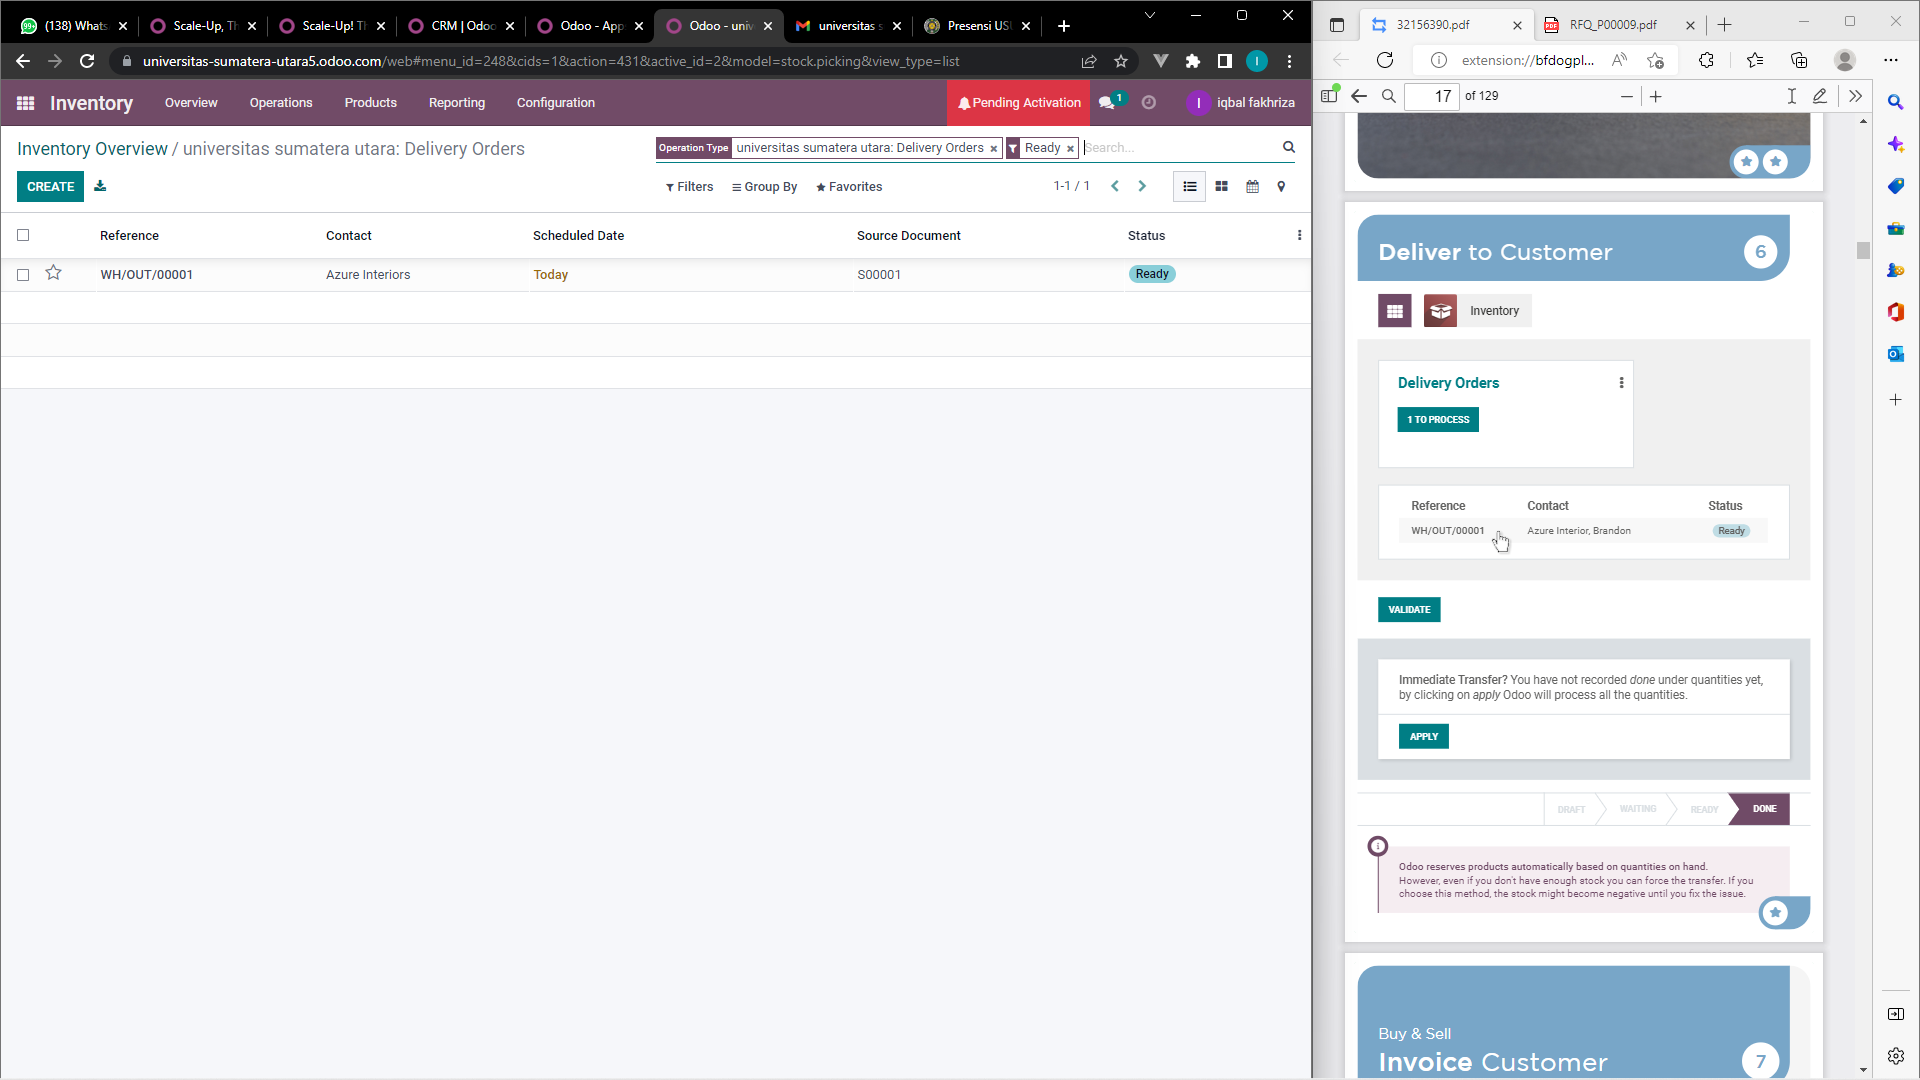 (138) Whats
Scale-Up, Th
Scale-Up! Th
CRM | Odoo
Odoo - App
Odoo - univ
universitas s
Presensi USU
universitas-sumatera-utara5.odoo.com/web#menu_id=248&cids=1&action=431&active_id=2&model=stock.picking&view_type=list
I
Inventory
Overview
Operations
Products
Reporting
Configuration
Pending Activation
1
I
iqbal fakhriza
Inventory Overview / universitas sumatera utara: Delivery Orders
Operation Type universitas sumatera utara: Delivery Orders × Ready × Search...
CREATE
Filters
Group By
Favorites
1-1 / 1
Reference Contact Scheduled Date Source Document Status
WH/OUT/00001 Azure Interiors Today S00001 Ready
32156390.pdf
RFQ_P00009.pdf
extension://bfdogpl...
17 of 129
Deliver to Customer
6
Inventory
Delivery Orders
1 TO PROCESS
Reference Contact Status
WH/OUT/00001 Azure Interior, Brandon Ready
VALIDATE
Immediate Transfer? You have not recorded done under quantities yet,
by clicking on apply Odoo will process all the quantities.
APPLY
DRAFT WAITING READY DONE
Odoo reserves products automatically based on quantities on hand.
However, even if you don't have enough stock you can force the transfer. If you
choose this method, the stock might become negative until you fix the issue.
Buy & Sell
Invoice Customer
7